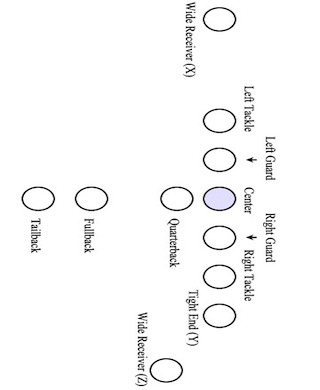 Left Guard
Right Guard
Wide Receiver (X)
Left Tackle
Center
Right Tackle
Tight End (Y)
Quarterback
Wide Receiver (Z)
Fullback
Tailback